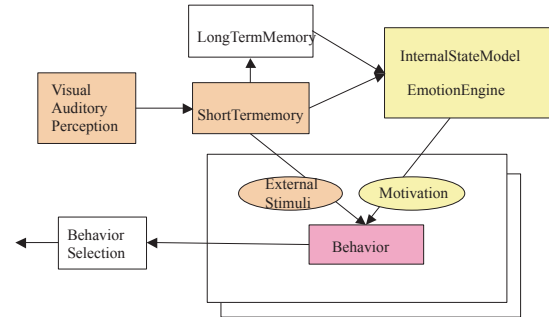 LongTermMemory
InternalStateModel
EmotionEngine
Visual
Auditory
Perception
ShortTermemory
External
Stimuli
Motivation
Behavior
Selection
Behavior